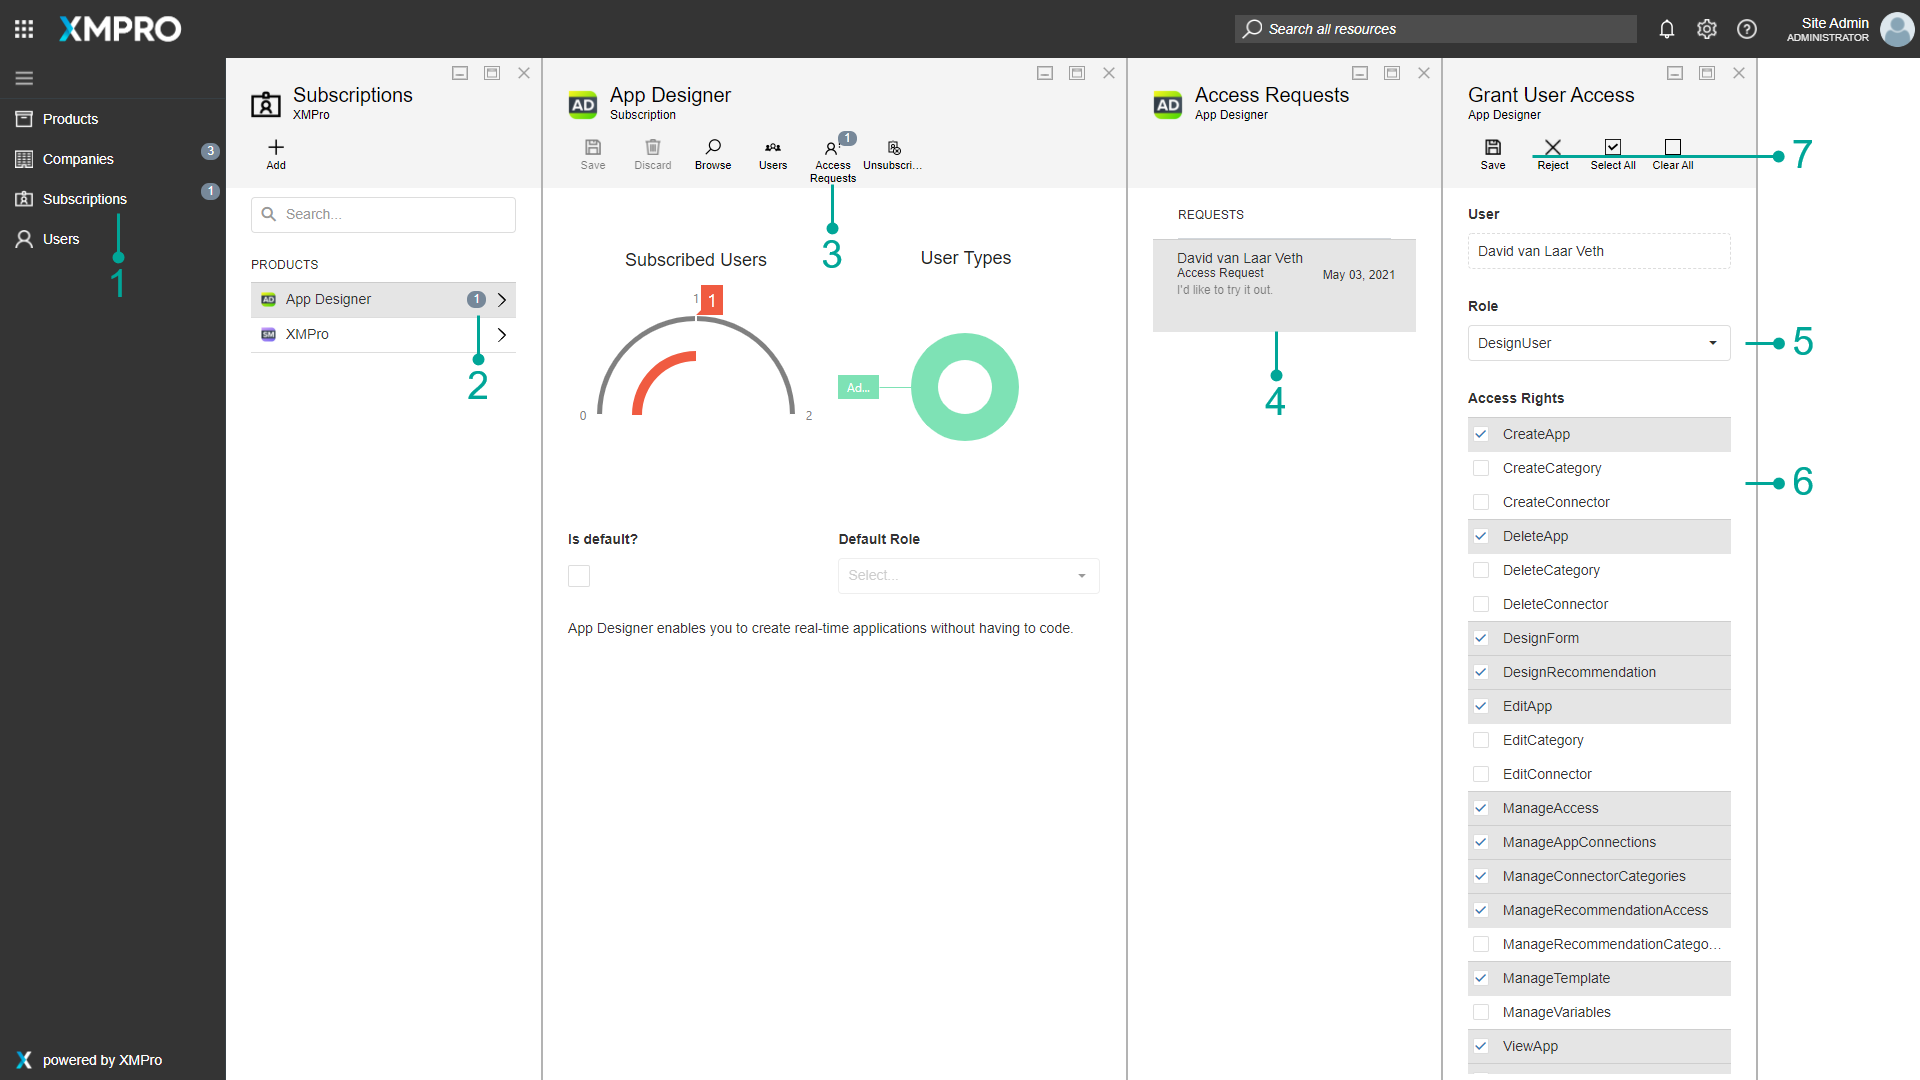 XMPRO
Search all resources
Site Admin
ADMINISTRATOR
Products
Companies
3
Subscriptions
1
Users
1
powered by XMPro
Subscriptions
XMPro
Add
Search...
PRODUCTS
AD
App Designer
1
SM
XMPro
2
AD
App Designer
Subscription
Save
Discard
Browse
Users
1
Access
Requests
Unsubscri...
3
Subscribed Users
1
1
0
2
User Types
Ad...
Is default?
Default Role
Select...
App Designer enables you to create real-time applications without having to code.
AD
Access Requests
App Designer
REQUESTS
David van Laar Veth
Access Request
May 03, 2021
I'd like to try it out.
4
Grant User Access
App Designer
Save
Reject
Select All
Clear All
7
User
David van Laar Veth
Role
DesignUser
5
Access Rights
CreateApp
CreateCategory
6
CreateConnector
DeleteApp
DeleteCategory
DeleteConnector
DesignForm
DesignRecommendation
EditApp
EditCategory
EditConnector
ManageAccess
ManageAppConnections
ManageConnectorCategories
ManageRecommendationAccess
ManageRecommendationCatego...
ManageTemplate
ManageVariables
ViewApp